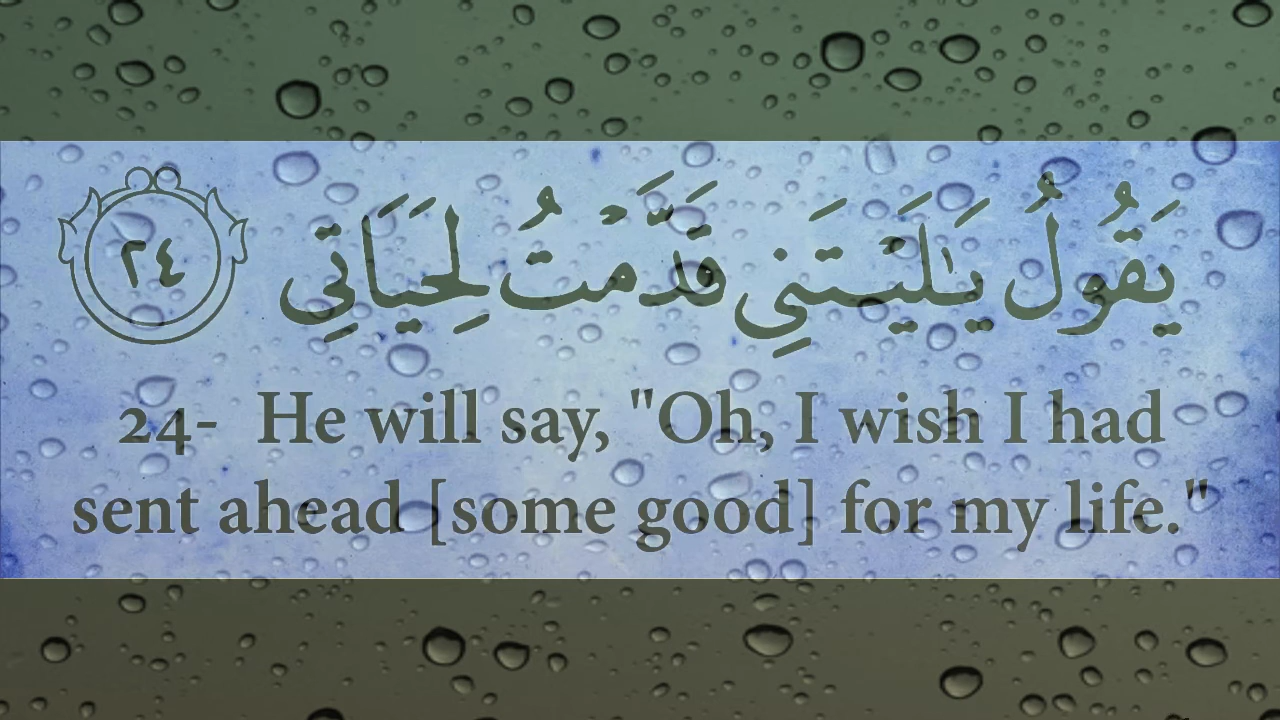 يَقُولُ يَٰلَيْتَنِي قَدَّمْتُ لِحَيَاتِي ٢٤
24- He will say, "Oh, I wish I had
sent ahead [some good] for my life."